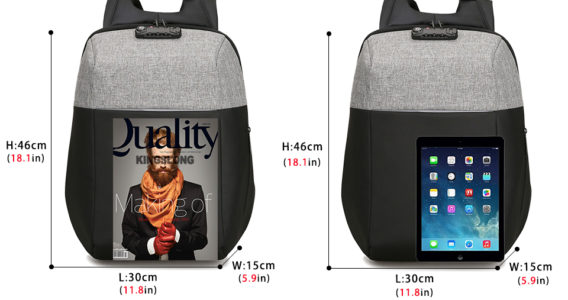 Quality
KINGSLONG
Making of
H:46cm
(18.1in)
L:30cm
(11.8in)
W:15cm
(5.9in)
H:46cm
(18.1in)
L:30cm
(11.8in)
W:15cm
(5.9in)